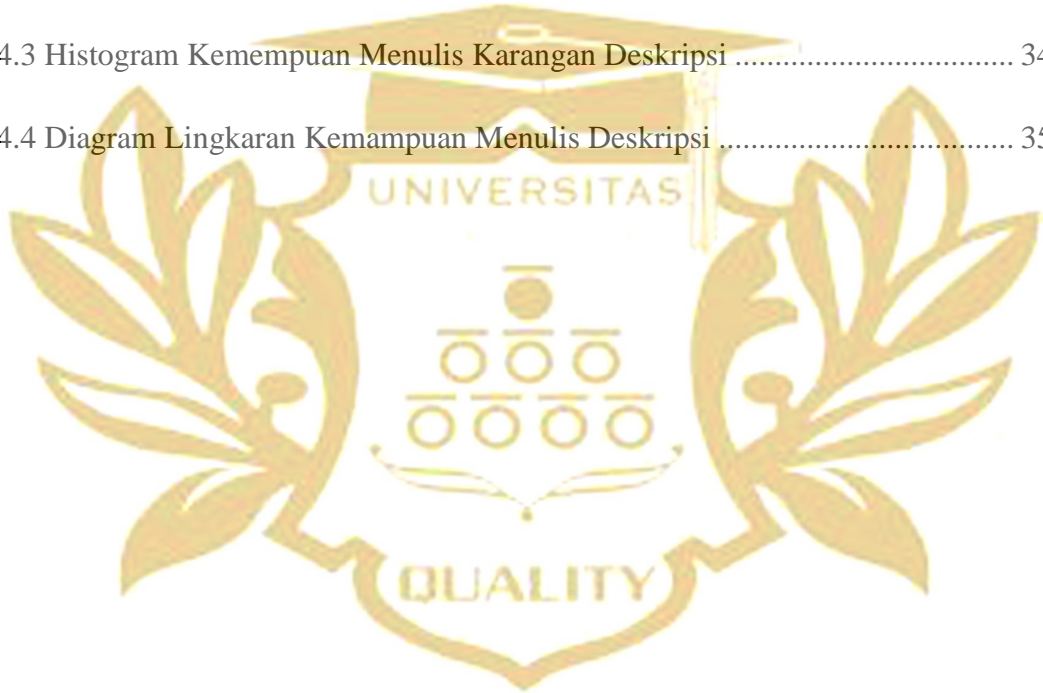 4.3 Histogram Kemempuan Menulis Karangan Deskripsi .................................. 34
4.4 Diagram Lingkaran Kemampuan Menulis Deskripsi .................................... 35
UNIVERSITAS
QUALITY